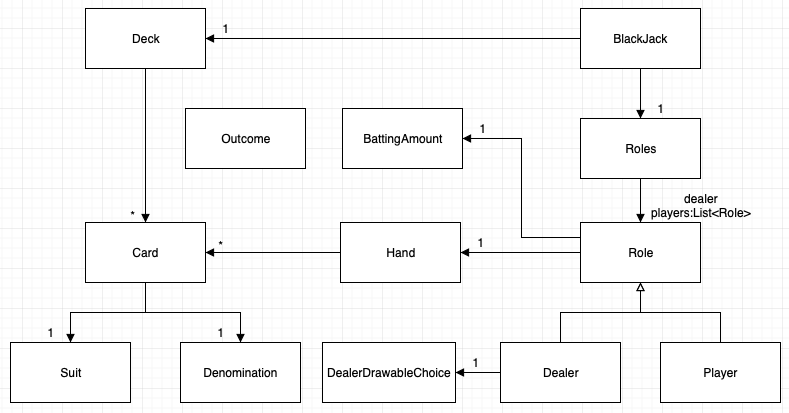 Deck
1
BlackJack
Outcome
BattingAmount
1
1
Roles
dealer
players:List<Role>
*
Card
*
Hand
1
Role
1
Suit
1
Denomination
DealerDrawableChoice
1
Dealer
Player